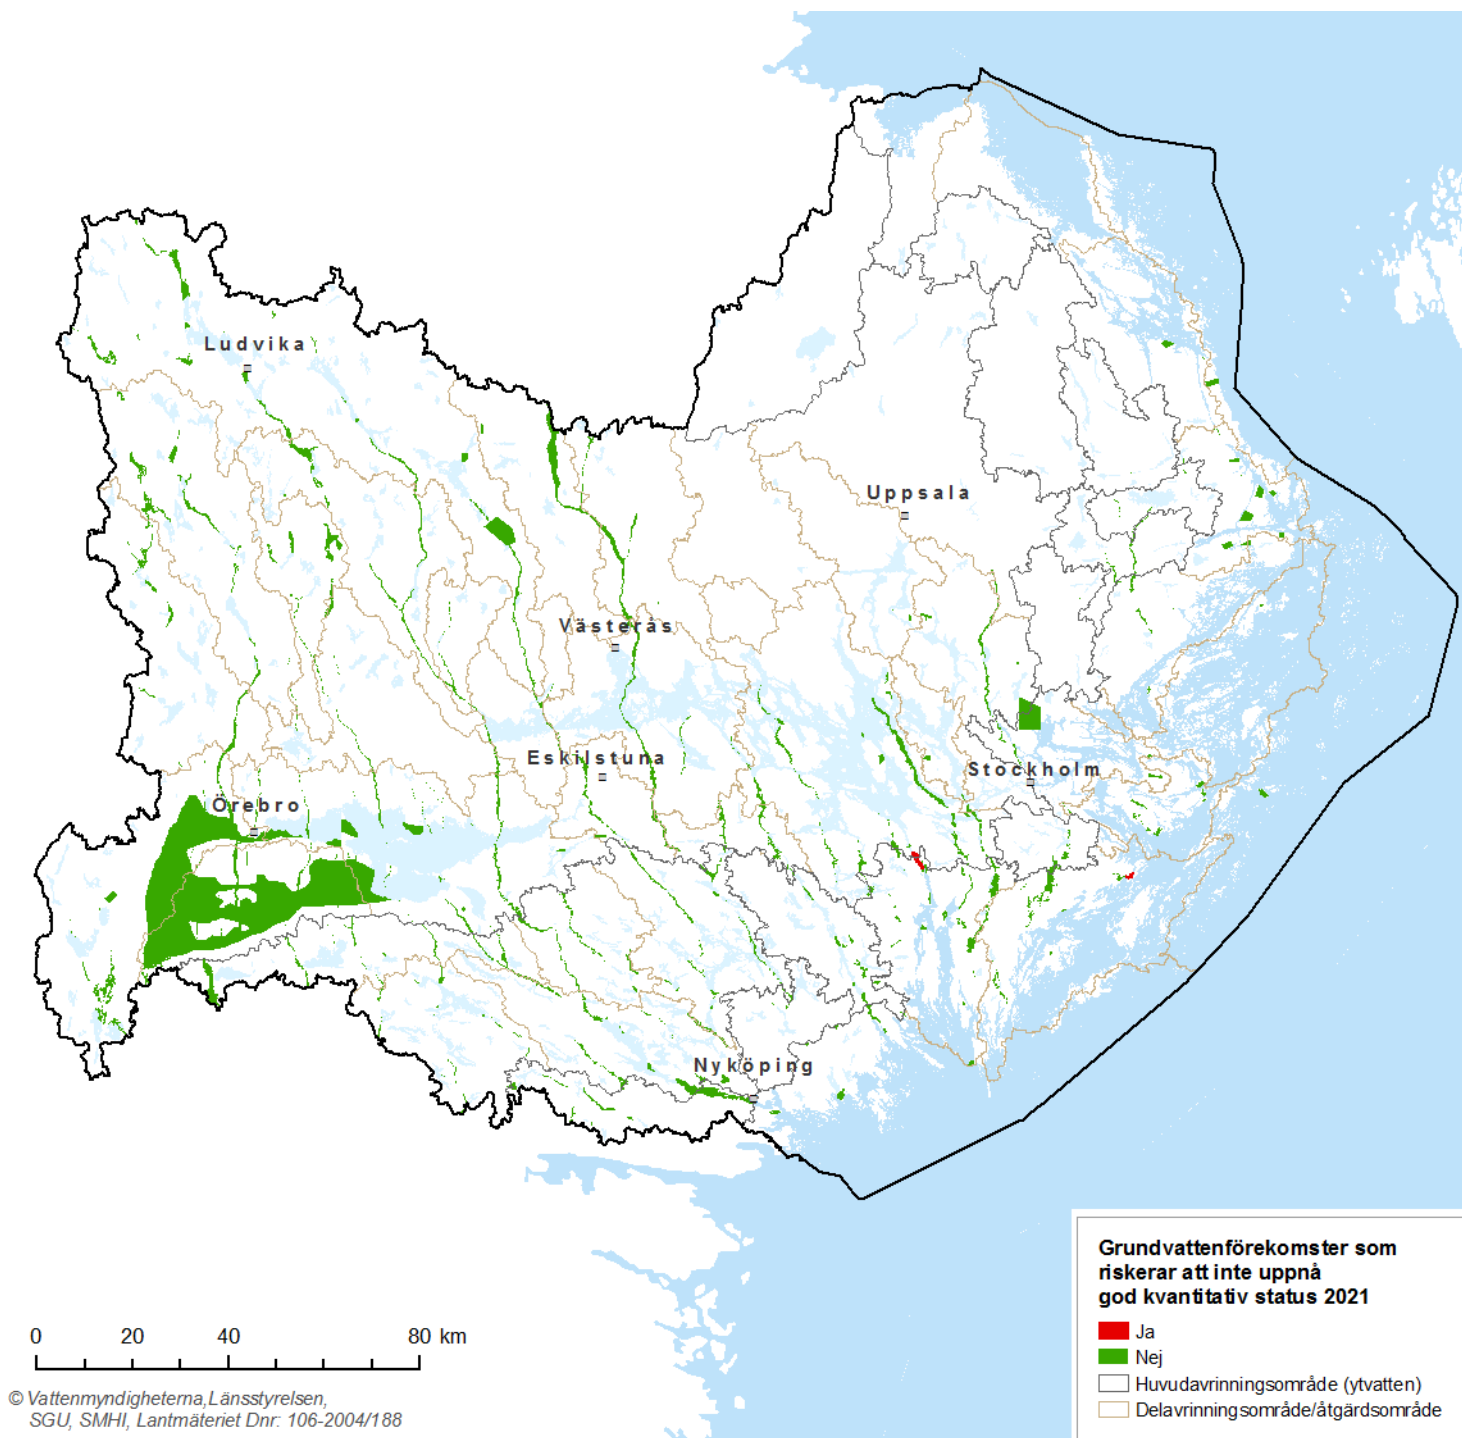 Ludvika
Uppsala
Västerås
Eskilstuna
Stockholm
Örebro
Nyköping
Grundvattenförekomster som
riskerar att inte uppnå
god kvantitativ status 2021
Ja
Nej
Huvudavrinningsområde (ytvatten)
Delavrinningsområde/åtgärdsområde
0 20 40 80 km
© Vattenmyndigheterna, Länsstyrelsen,
SGU, SMHI, Lantmäteriet Dnr: 106-2004/188